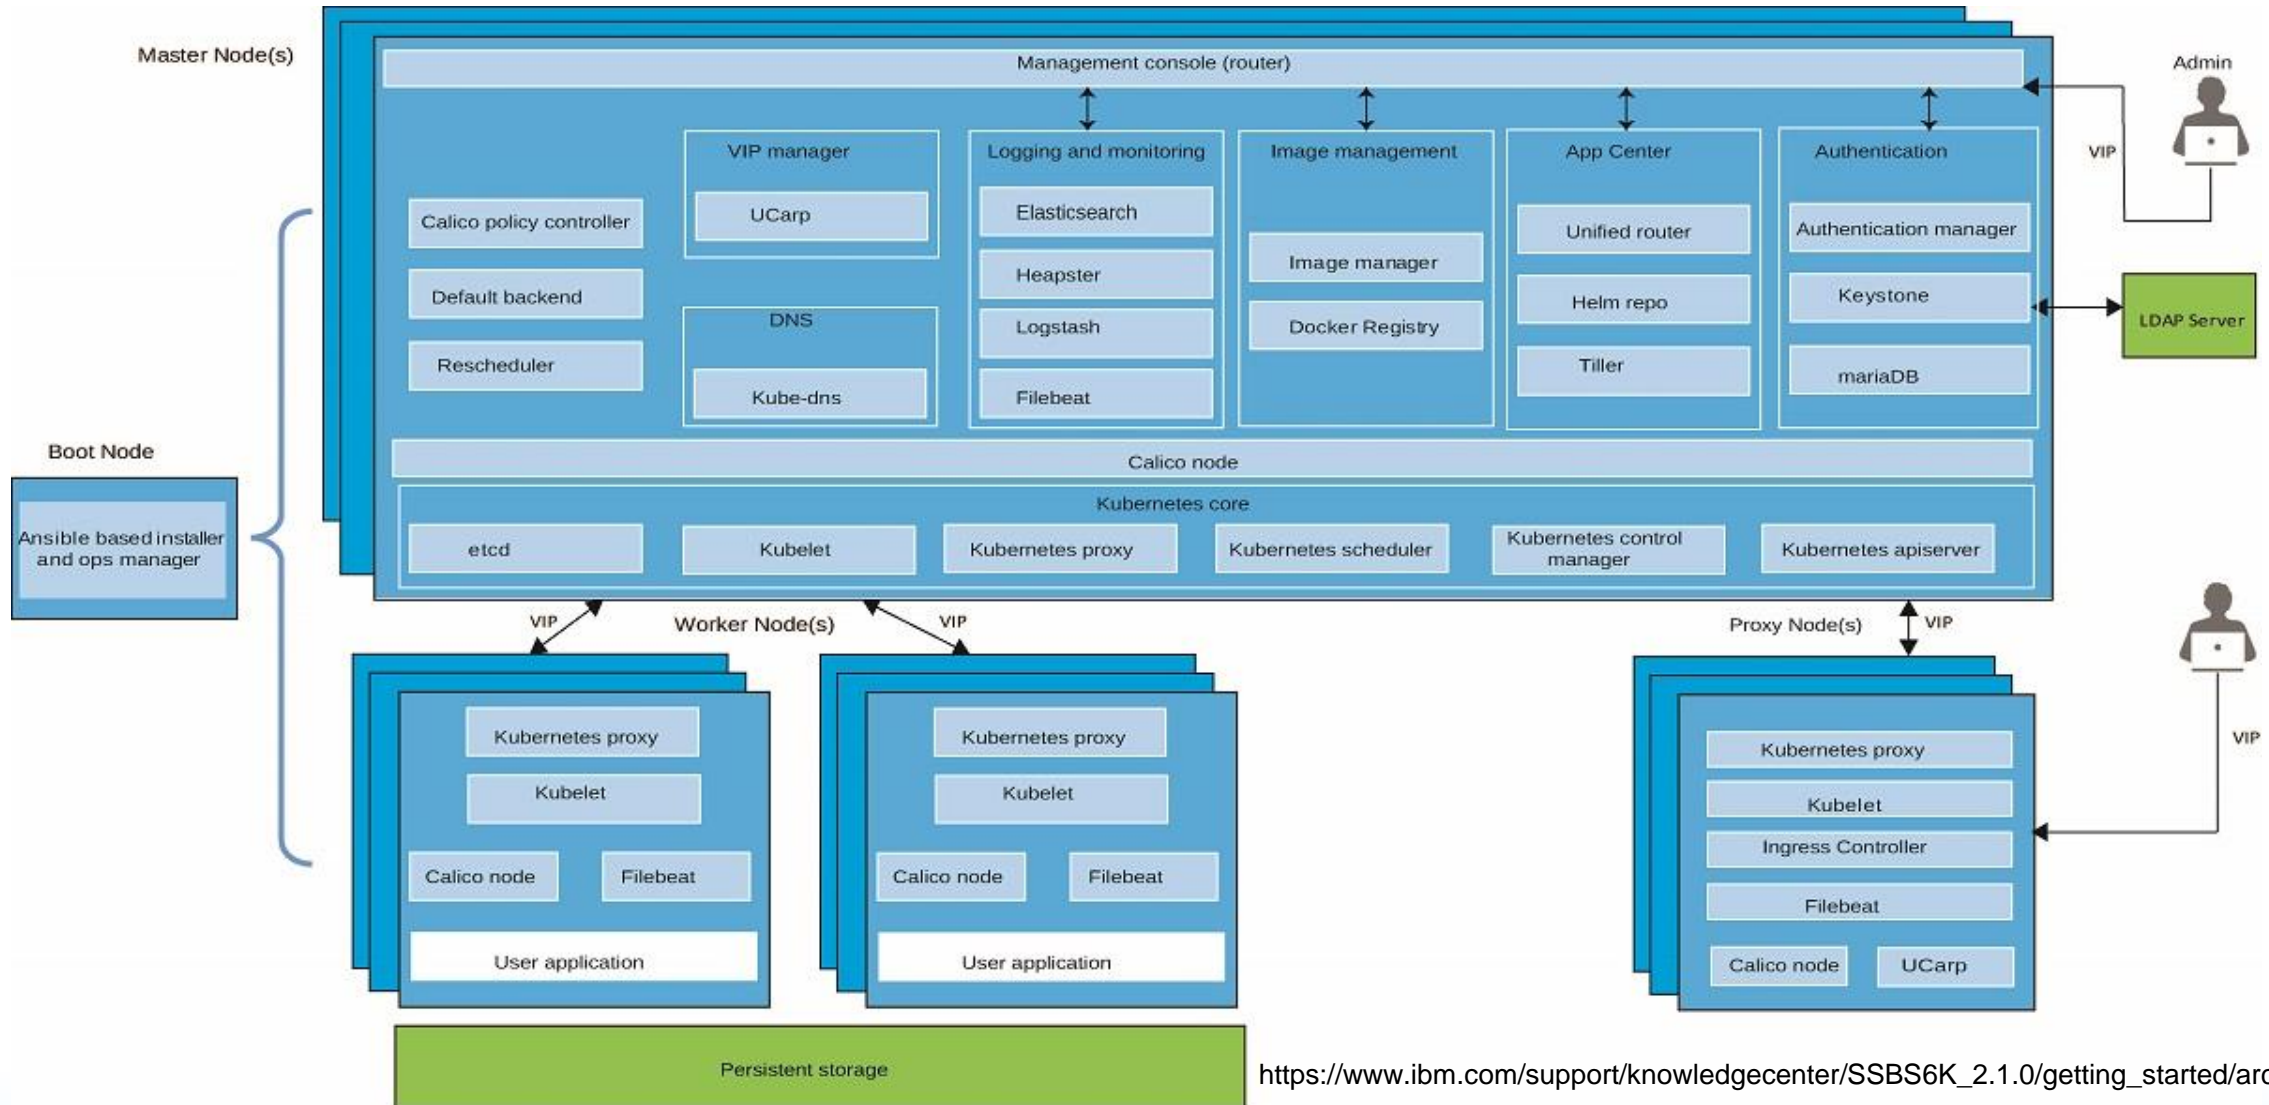 Master Node(s)
Management console (router)
Admin
VIP
VIP manager
UCarp
Logging and monitoring
Elasticsearch
Heapster
Logstash
Filebeat
Image management
Image manager
Docker Registry
App Center
Unified router
Helm repo
Tiller
Authentication
Authentication manager
Keystone
mariaDB
LDAP Server
Calico policy controller
Default backend
Rescheduler
DNS
Kube-dns
Calico node
Boot Node
Ansible based installer
and ops manager
Kubernetes core
etcd
Kubelet
Kubernetes proxy
Kubernetes scheduler
Kubernetes control
manager
Kubernetes apiserver
VIP
Worker Node(s)
VIP
Proxy Node(s)
VIP
Kubernetes proxy
Kubelet
Calico node
Filebeat
User application
Kubernetes proxy
Kubelet
Calico node
Filebeat
User application
Kubernetes proxy
Kubelet
Ingress Controller
Filebeat
Calico node
UCarp
VIP
Persistent storage
https://www.ibm.com/support/knowledgecenter/SSBS6K_2.1.0/getting_started/arc